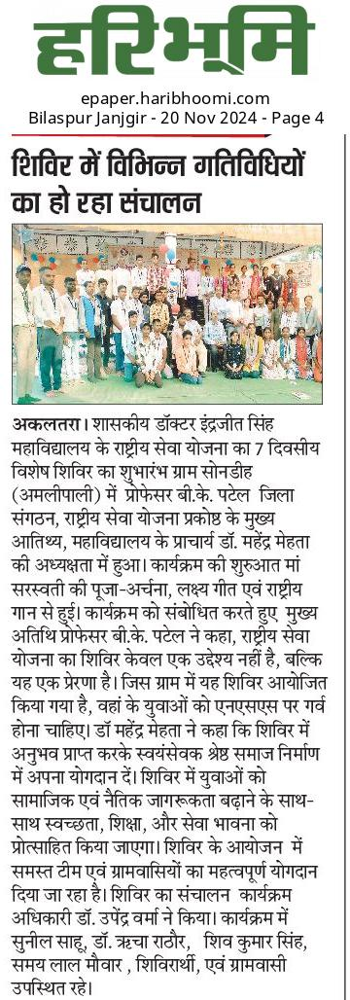 हरिभूमि
epaper.haribhoomi.com
Bilaspur Janjgir - 20 Nov 2024 - Page 4
शिविर में विभिन्न गतिविधियों
का हो रहा संचालन
अकलतरा। शासकीय डॉक्टर इंद्रजीत सिंह
महाविद्यालय के राष्ट्रीय सेवा योजना का 7 दिवसीय
विशेष शिविर का शुभारंभ ग्राम सोनडीह
(अमलीपाली) में प्रोफेसर बी.के. पटेल जिला
संगठन, राष्ट्रीय सेवा योजना प्रकोष्ठ के मुख्य
आतिथ्य, महाविद्यालय के प्राचार्य डॉ. महेंद्र मेहता
की अध्यक्षता में हुआ। कार्यक्रम की शुरुआत मां
सरस्वती की पूजा-अर्चना, लक्ष्य गीत एवं राष्ट्रीय
गान से हुई। कार्यक्रम को संबोधित करते हुए मुख्य
अतिथि प्रोफेसर बी.के. पटेल ने कहा, राष्ट्रीय सेवा
योजना का शिविर केवल एक उद्देश्य नहीं है, बल्कि
यह एक प्रेरणा है। जिस ग्राम में यह शिविर आयोजित
किया गया है, वहां के युवाओं को एनएसएस पर गर्व
होना चाहिए। डॉ महेंद्र मेहता ने कहा कि शिविर में
अनुभव प्राप्त करके स्वयंसेवक श्रेष्ठ समाज निर्माण
में अपना योगदान दें। शिविर में युवाओं को
सामाजिक एवं नैतिक जागरूकता बढ़ाने के साथ-
साथ स्वच्छता, शिक्षा, और सेवा भावना को
प्रोत्साहित किया जाएगा। शिविर के आयोजन में
समस्त टीम एवं ग्रामवासियों का महत्वपूर्ण योगदान
दिया जा रहा है। शिविर का संचालन कार्यक्रम
अधिकारी डॉ. उपेंद्र वर्मा ने किया। कार्यक्रम में
सुनील साहू, डॉ. ऋचा राठौर, शिव कुमार सिंह,
समय लाल मौवार , शिविरार्थी, एवं ग्रामवासी
उपस्थित रहे।